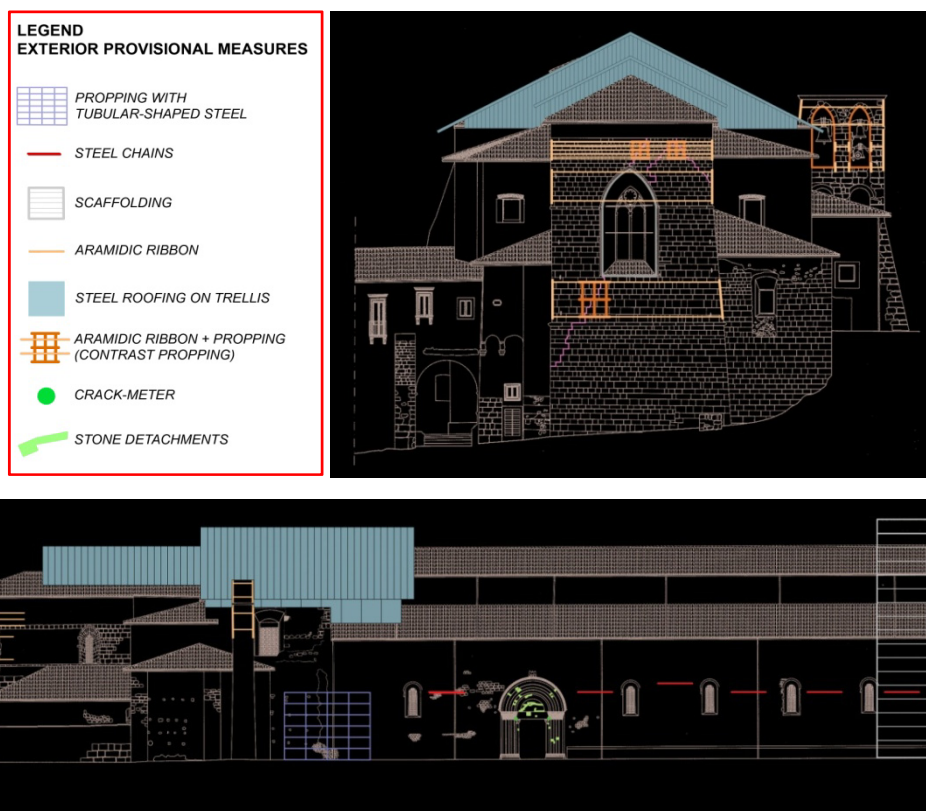 LEGEND
EXTERIOR PROVISIONAL MEASURES
PROPPING WITH
TUBULAR-SHAPED STEEL
STEEL CHAINS
SCAFFOLDING
ARAMIDIC RIBBON
STEEL ROOFING ON TRELLIS
ARAMIDIC RIBBON + PROPPING
(CONTRAST PROPPING)
CRACK-METER
STONE DETACHMENTS